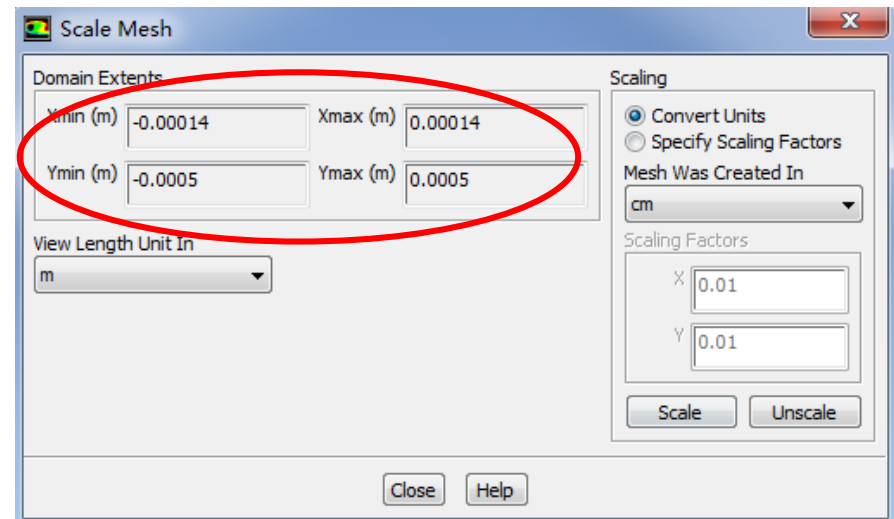 Scale Mesh
Domain Extents
Xmin (m) -0.00014 Xmax (m) 0.00014
Ymin (m) -0.0005 Ymax (m) 0.0005
View Length Unit In
m
Scaling
Convert Units
Specify Scaling Factors
Mesh Was Created In
cm
Scaling Factors
X 0.01
Y 0.01
Scale Unscale
Close Help